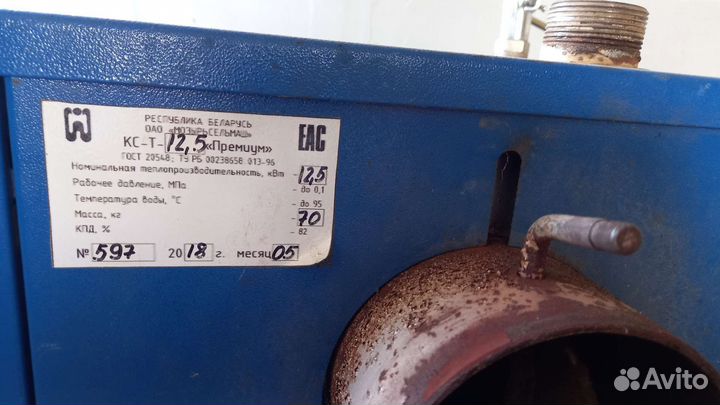 РЕСПУБЛИКА БЕЛАРУСЬ
ОАО «МОЗЫРЬСЕЛЬМАШ»
КС-Т-12,5 «Премиум» EAC
ГОСТ 20548; ТУ РБ 00238658.013-96
Номинальная теплопроизводительность, кВт - 12,5
Рабочее давление, МПа - до 0,1
Температура воды, °С - до 95
Масса, кг - 70
КПД, % - 82
№ 597 2018 г. месяц 05
Avito